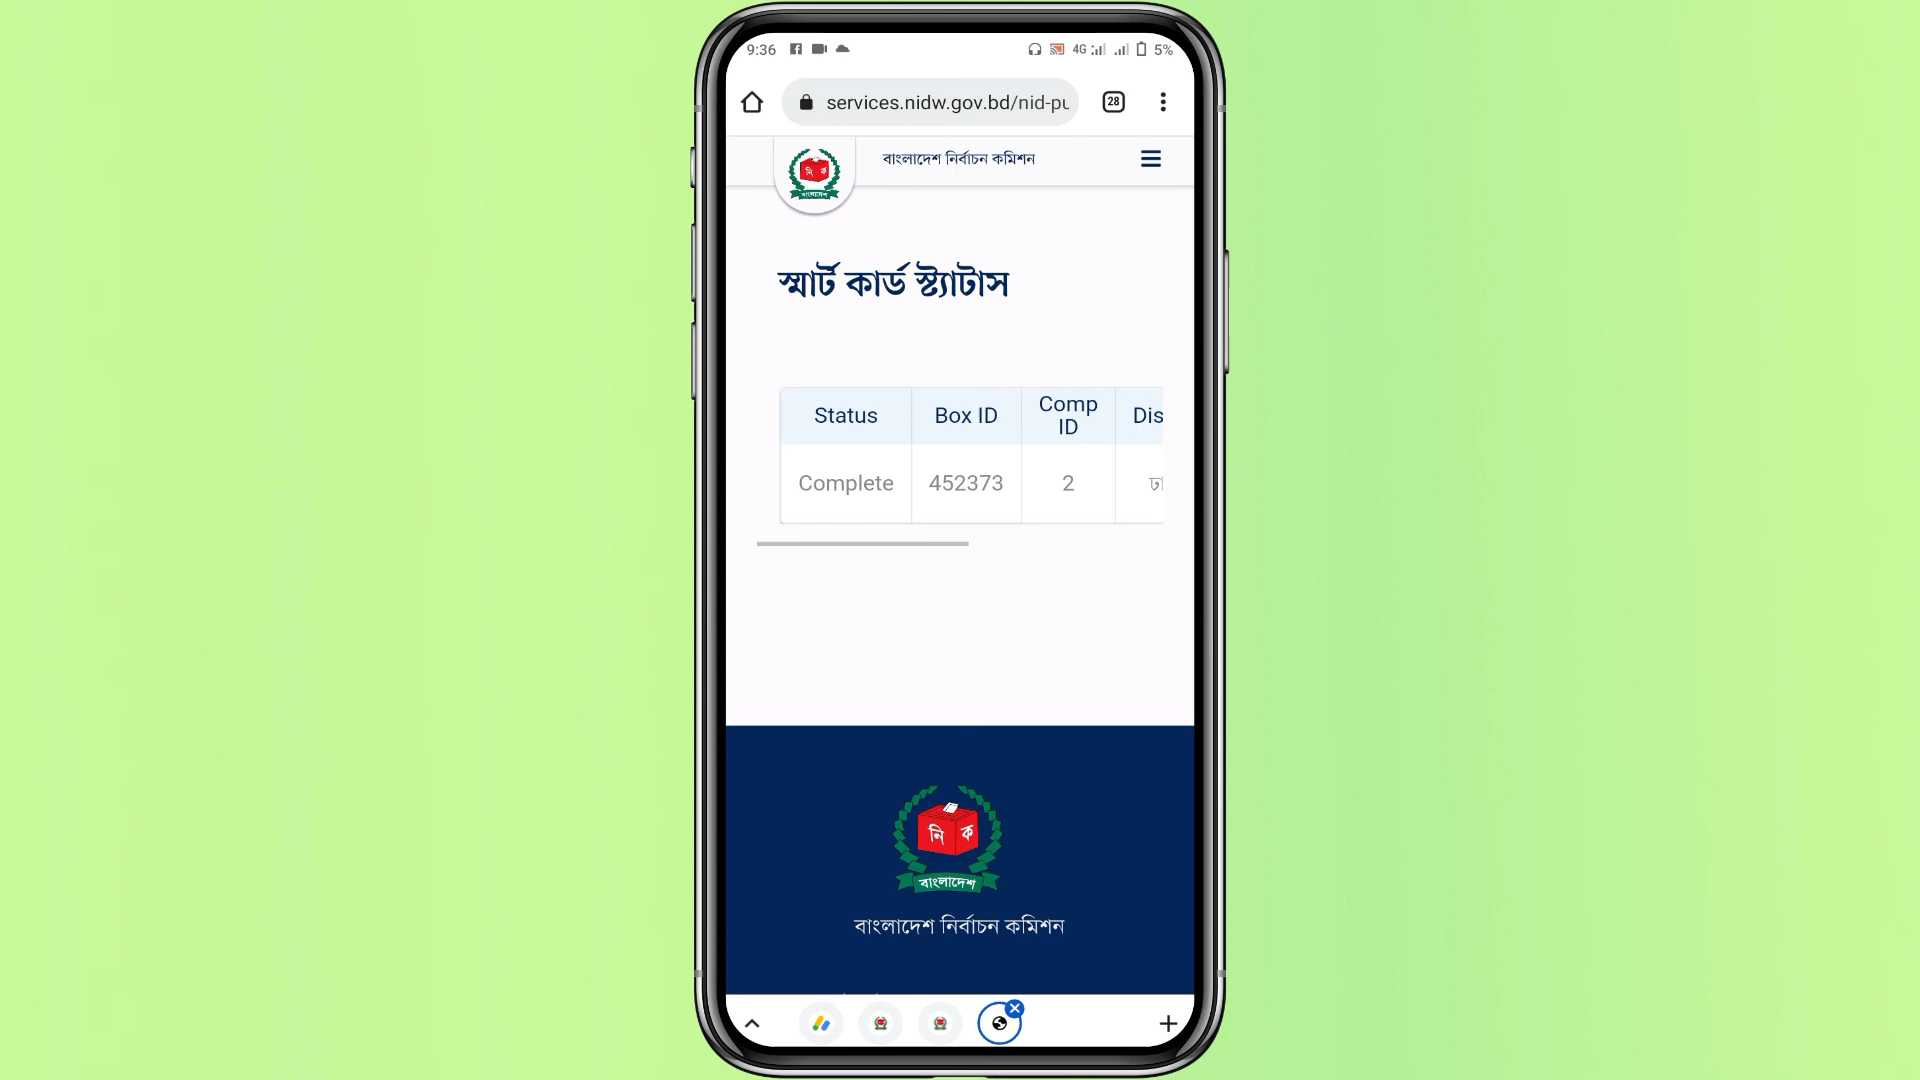 9:36 4G 5%
services.nidw.gov.bd/nid-pu
28
বাংলাদেশ নির্বাচন কমিশন
নি ক
বাংলাদেশ
স্মার্ট কার্ড স্ট্যাটাস
Status Box ID Comp ID Dis
Complete 452373 2 ঢা
নি ক
বাংলাদেশ
বাংলাদেশ নির্বাচন কমিশন